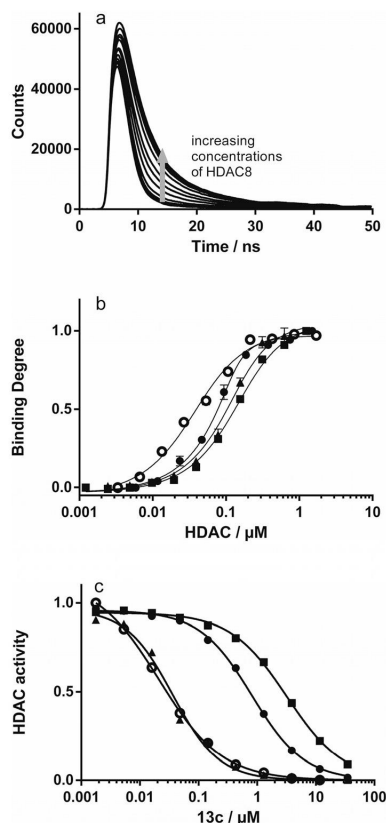 a
60000
40000
20000
0
Counts
increasing
concentrations
of HDAC8
0 10 20 30 40 50
Time / ns
b
1.0
0.5
0.0
Binding Degree
0.001 0.01 0.1 1 10
HDAC / µM
c
1.0
0.5
0.0
HDAC activity
0.001 0.01 0.1 1 10 100
13c / µM